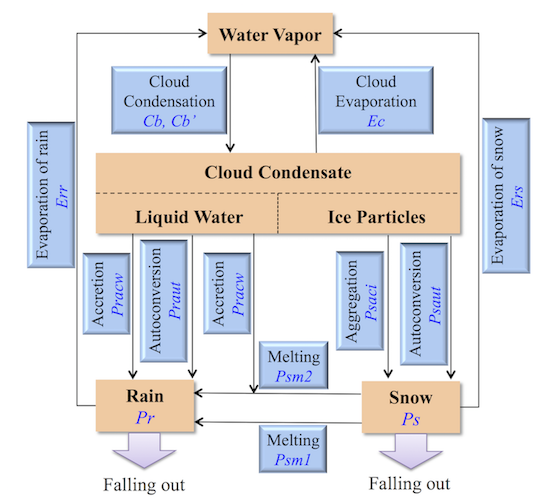 Water Vapor
Cloud
Condensation
Cb, Cb’
Cloud
Evaporation
Ec
Evaporation of rain
Err
Evaporation of snow
Ers
Cloud Condensate
Liquid Water
Ice Particles
Accretion
Pracw
Autoconversion
Praut
Accretion
Pracw
Aggregation
Psaci
Autoconversion
Psaut
Melting
Psm2
Rain
Pr
Snow
Ps
Melting
Psm1
Falling out
Falling out